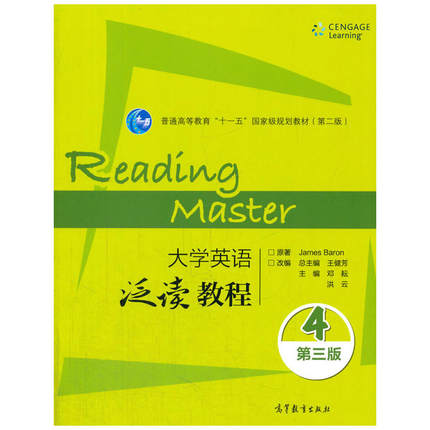 CENGAGE
Learning
普通高等教育“十一五”国家级规划教材（第二版）
Reading
Master
大学英语
泛读教程
□ 原著 James Baron
□ 改编 总主编 王健芳
主编 邓耘
洪云
4
第三版
高等教育出版社